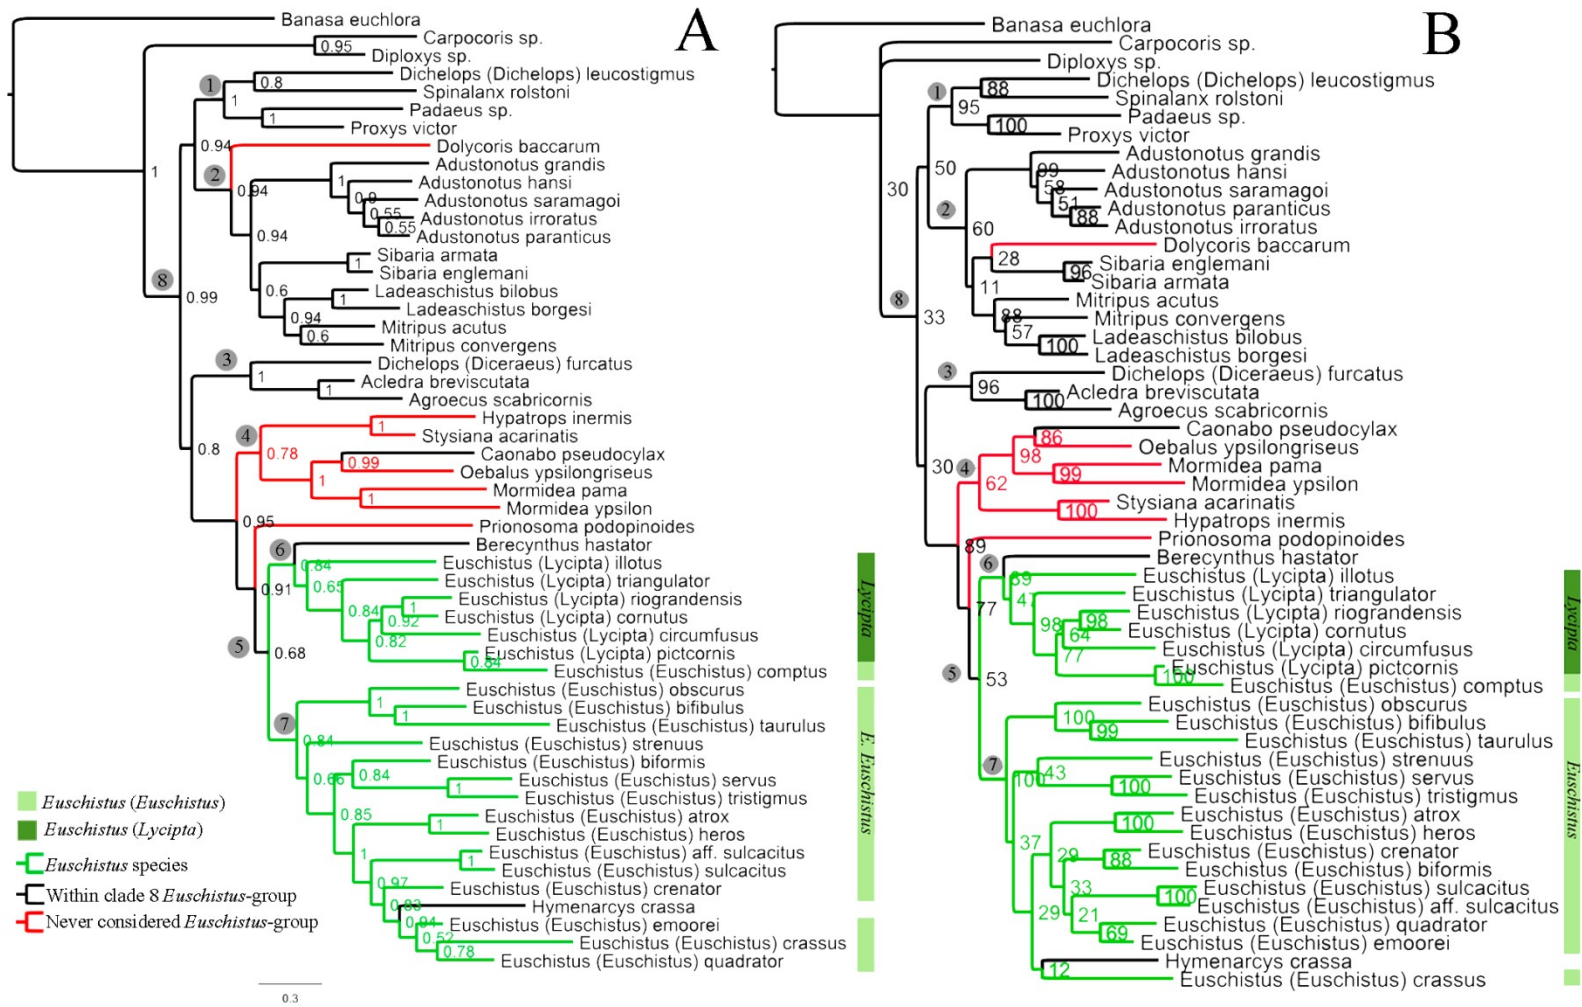 A
Banasa euchlora
Carpocoris sp.
0.95
Diploxys sp.
Dichelops (Dichelops) leucostigmus
1
0.8
Spinalanx rolstoni
1
Padaeus sp.
1
Proxys victor
0.94
Dolycoris baccarum
1
2
Adustonotus grandis
0.94
1
Adustonotus hansi
0.9
Adustonotus saramagoi
0.55
Adustonotus irroratus
0.55
0.94
Adustonotus paranticus
Sibaria armata
1
Sibaria englemani
8
0.6
Ladeaschistus bilobus
0.99
1
Ladeaschistus borgesi
0.94
Mitripus acutus
0.6
Mitripus convergens
3
Dichelops (Diceraeus) furcatus
1
Acledra breviscutata
1
Agroecus scabricornis
Hypatrops inermis
4
1
Stysiana acarinatis
0.8
0.78
Caonabo pseudocylax
0.99
Oebalus ypsilongriseus
1
Mormidea pama
1
Mormidea ypsilon
0.95
Prionosoma podopinoides
6
Berecynthus hastator
0.84
Euschistus (Lycipta) illotus
0.65
Euschistus (Lycipta) triangulator
0.91
Euschistus (Lycipta) riograndensis
0.84
1
0.92
Euschistus (Lycipta) cornutus
Euschistus (Lycipta) circumfusus
0.82
5
0.68
Euschistus (Lycipta) pictcornis
0.84
Euschistus (Euschistus) comptus
Lycipta
Euschistus (Euschistus) obscurus
1
Euschistus (Euschistus) bifibulus
7
1
Euschistus (Euschistus) taurulus
0.84
Euschistus (Euschistus) strenuus
Euschistus (Euschistus) biformis
0.66
0.84
Euschistus (Euschistus) servus
1
Euschistus (Euschistus) tristigmus
0.85
Euschistus (Euschistus) atrox
1
Euschistus (Euschistus) heros
1
Euschistus (Euschistus) aff. sulcacitus
1
Euschistus (Euschistus) sulcacitus
0.97
Euschistus (Euschistus) crenator
0.83
Hymenarcys crassa
0.94
Euschistus (Euschistus) emoorei
0.52
Euschistus (Euschistus) crassus
0.78
Euschistus (Euschistus) quadrator
E. Euschistus
Euschistus (Euschistus)
Euschistus (Lycipta)
Euschistus species
Within clade 8 Euschistus-group
Never considered Euschistus-group
0.3
B
Banasa euchlora
Carpocoris sp.
Diploxys sp.
Dichelops (Dichelops) leucostigmus
1
88
Spinalanx rolstoni
95
Padaeus sp.
100
Proxys victor
Adustonotus grandis
50
99
Adustonotus hansi
30
58
Adustonotus saramagoi
51
Adustonotus paranticus
2
88
Adustonotus irroratus
60
Dolycoris baccarum
28
Sibaria englemani
96
Sibaria armata
11
8
Mitripus acutus
33
88
Mitripus convergens
57
Ladeaschistus bilobus
100
Ladeaschistus borgesi
3
Dichelops (Diceraeus) furcatus
96
Acledra breviscutata
100
Agroecus scabricornis
Caonabo pseudocylax
86
Oebalus ypsilongriseus
98
30
4
Mormidea pama
99
Mormidea ypsilon
62
Stysiana acarinatis
100
Hypatrops inermis
Prionosoma podopinoides
89
6
Berecynthus hastator
89
Euschistus (Lycipta) illotus
47
Euschistus (Lycipta) triangulator
77
Euschistus (Lycipta) riograndensis
98
98
Euschistus (Lycipta) cornutus
64
Euschistus (Lycipta) circumfusus
77
5
53
Euschistus (Lycipta) pictcornis
100
Euschistus (Euschistus) comptus
Lycipta
Euschistus (Euschistus) obscurus
100
Euschistus (Euschistus) bifibulus
99
Euschistus (Euschistus) taurulus
7
Euschistus (Euschistus) strenuus
100
43
Euschistus (Euschistus) servus
100
Euschistus (Euschistus) tristigmus
Euschistus (Euschistus) atrox
100
Euschistus (Euschistus) heros
37
29
Euschistus (Euschistus) crenator
88
Euschistus (Euschistus) biformis
33
Euschistus (Euschistus) sulcacitus
100
Euschistus (Euschistus) aff. sulcacitus
29
21
Euschistus (Euschistus) quadrator
69
Euschistus (Euschistus) emoorei
Hymenarcys crassa
12
Euschistus (Euschistus) crassus
Euschistus